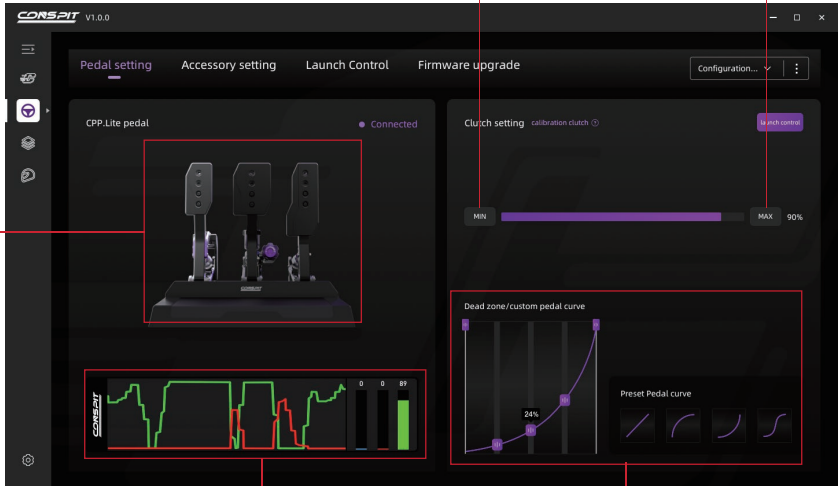 CONSPIT V1.0.0
Pedal setting Accessory setting Launch Control Firmware upgrade Configuration...
CPP.Lite pedal Connected
Clutch setting calibration clutch ? launch control
MIN MAX 90%
CONSPIT
Dead zone/custom pedal curve
24%
Preset Pedal curve
CONSPIT
0 0 89